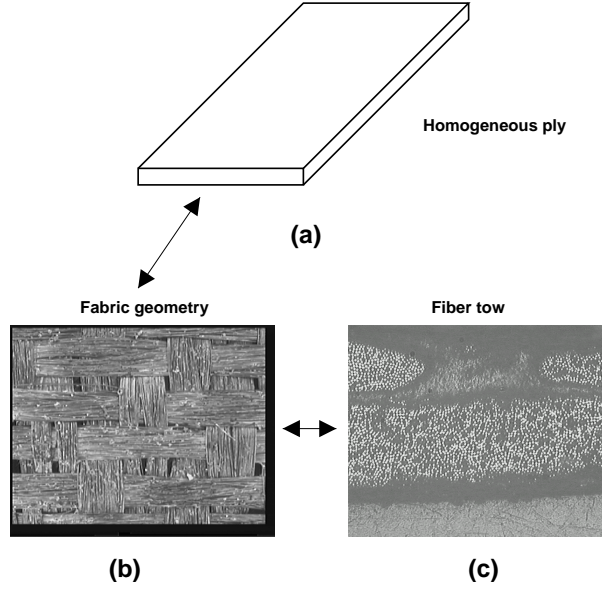 Homogeneous ply
(a)
Fabric geometry
Fiber tow
(b)
(c)